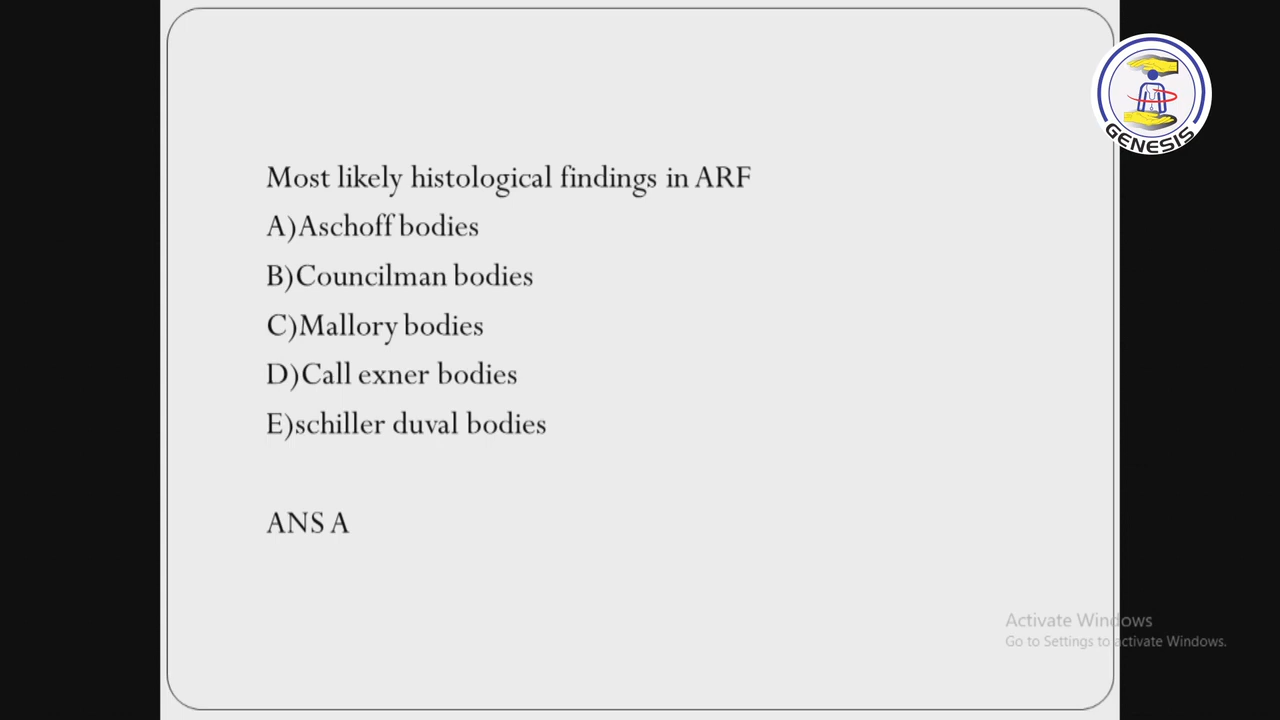 GENESIS
Most likely histological findings in ARF
A)Aschoff bodies
B)Councilman bodies
C)Mallory bodies
D)Call exner bodies
E)schiller duval bodies
ANS A
Activate Windows
Go to Settings to activate Windows.